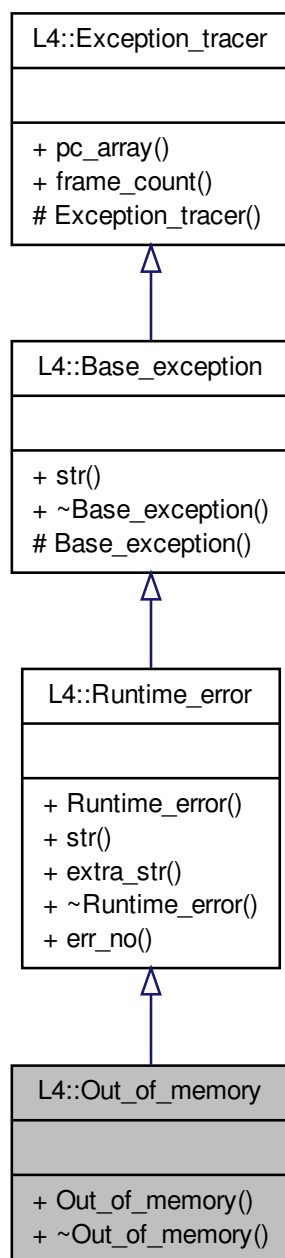 L4::Exception_tracer
+ pc_array()
+ frame_count()
# Exception_tracer()
L4::Base_exception
+ str()
+ ~Base_exception()
# Base_exception()
L4::Runtime_error
+ Runtime_error()
+ str()
+ extra_str()
+ ~Runtime_error()
+ err_no()
L4::Out_of_memory
+ Out_of_memory()
+ ~Out_of_memory()